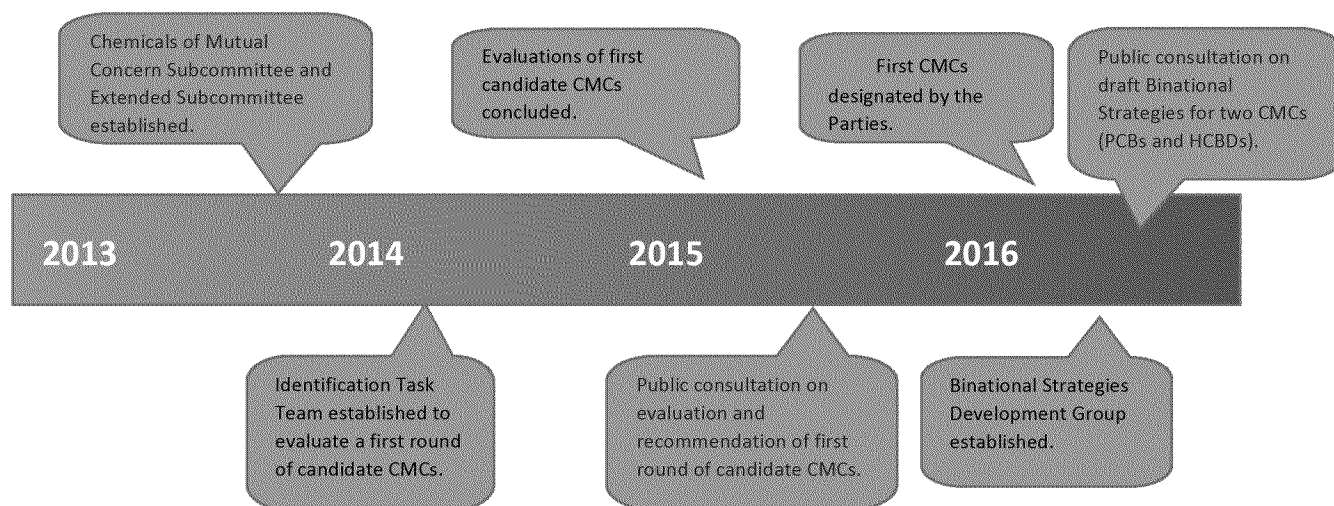 Chemicals of Mutual
Concern Subcommittee and
Extended Subcommittee
established.
Evaluations of first
candidate CMCs
concluded.
First CMCs
designated by the
Parties.
Public consultation on
draft Binational
Strategies for two CMCs
(PCBs and HCBDs).
2013
2014
2015
2016
Identification Task
Team established to
evaluate a first round
of candidate CMCs.
Public consultation on
evaluation and
recommendation of first
round of candidate CMCs.
Binational Strategies
Development Group
established.